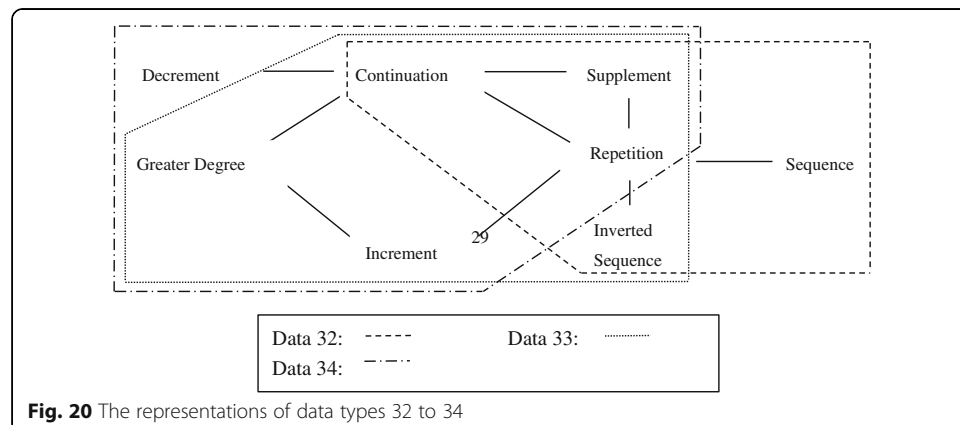 Decrement Continuation Supplement
Repetition
Greater Degree Sequence
29 Inverted
Increment Sequence
Data 32: Data 33:
Data 34:
Fig. 20 The representations of data types 32 to 34